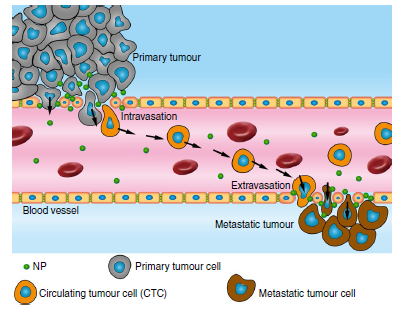 Primary tumour
Intravasation
Extravasation
Blood vessel
Metastatic tumour
NP
Primary tumour cell
Circulating tumour cell (CTC)
Metastatic tumour cell